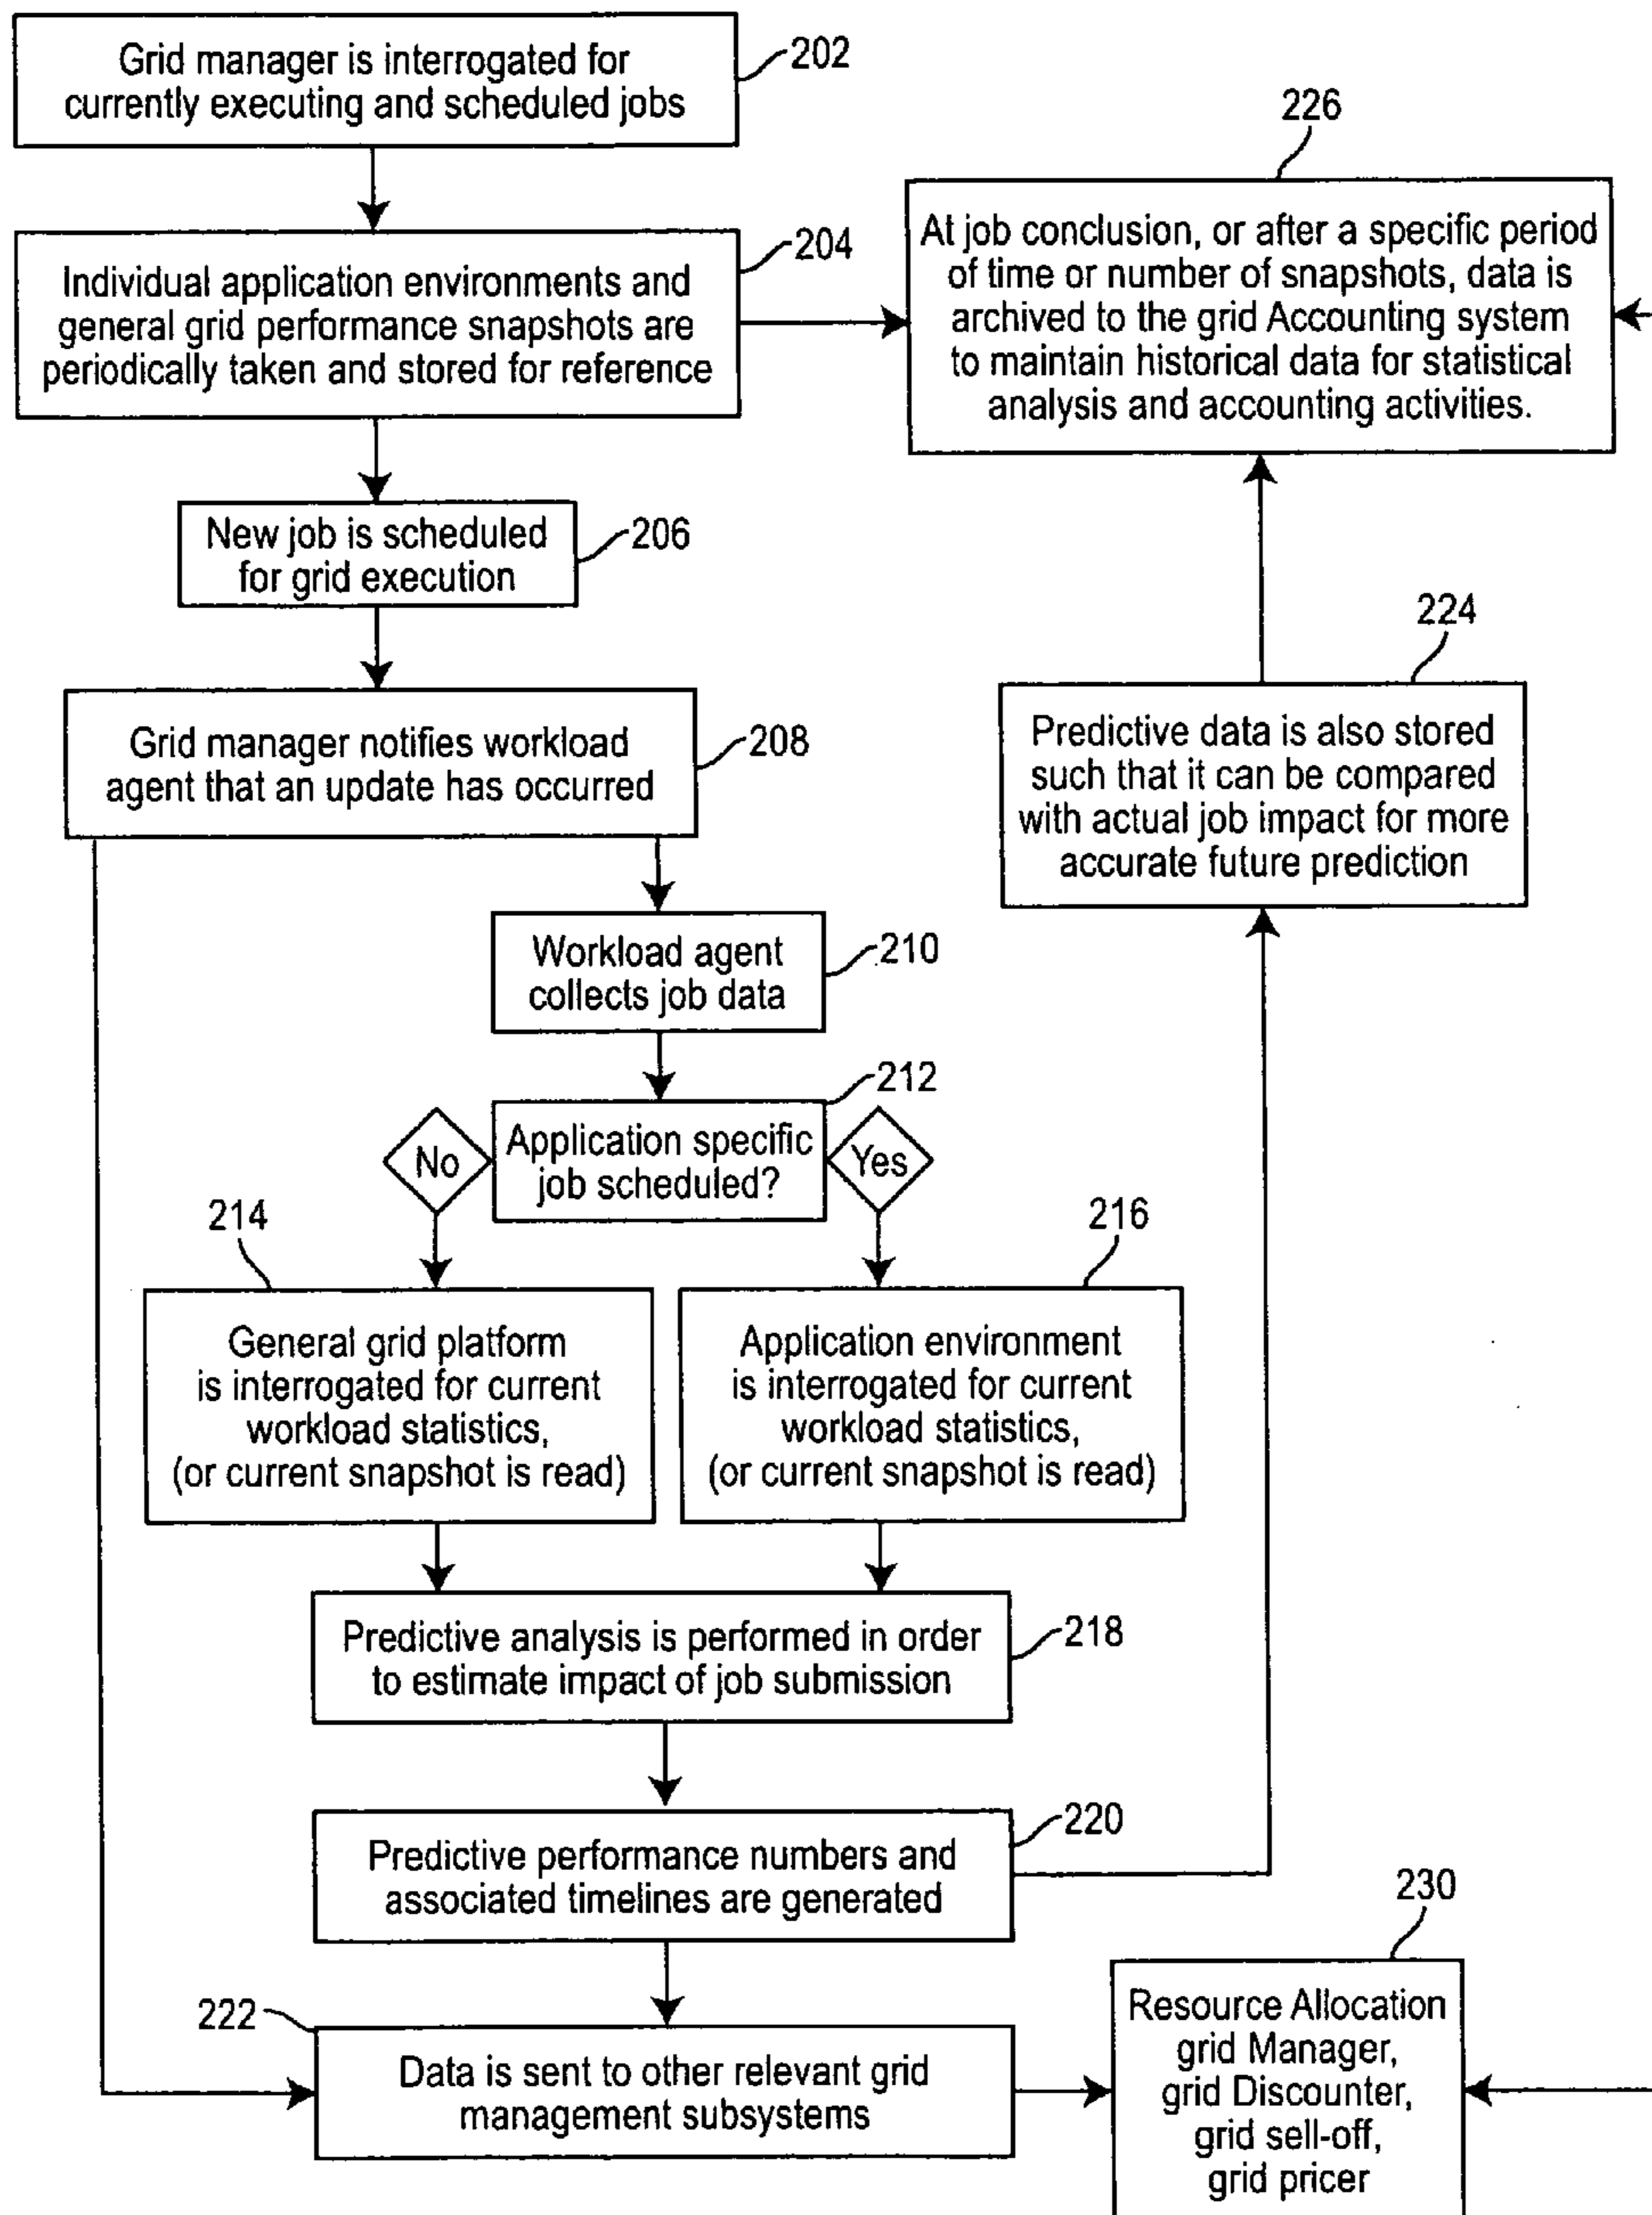 Grid manager is interrogated for
currently executing and scheduled jobs
202
Individual application environments and
general grid performance snapshots are
periodically taken and stored for reference
204
226
At job conclusion, or after a specific period
of time or number of snapshots, data is
archived to the grid Accounting system
to maintain historical data for statistical
analysis and accounting activities.
New job is scheduled
for grid execution
206
Grid manager notifies workload
agent that an update has occurred
208
224
Predictive data is also stored
such that it can be compared
with actual job impact for more
accurate future prediction
Workload agent
collects job data
210
212
No
Application specific
job scheduled?
Yes
214
General grid platform
is interrogated for current
workload statistics,
(or current snapshot is read)
216
Application environment
is interrogated for current
workload statistics,
(or current snapshot is read)
Predictive analysis is performed in order
to estimate impact of job submission
218
Predictive performance numbers and
associated timelines are generated
220
222
Data is sent to other relevant grid
management subsystems
230
Resource Allocation
grid Manager,
grid Discounter,
grid sell-off,
grid pricer